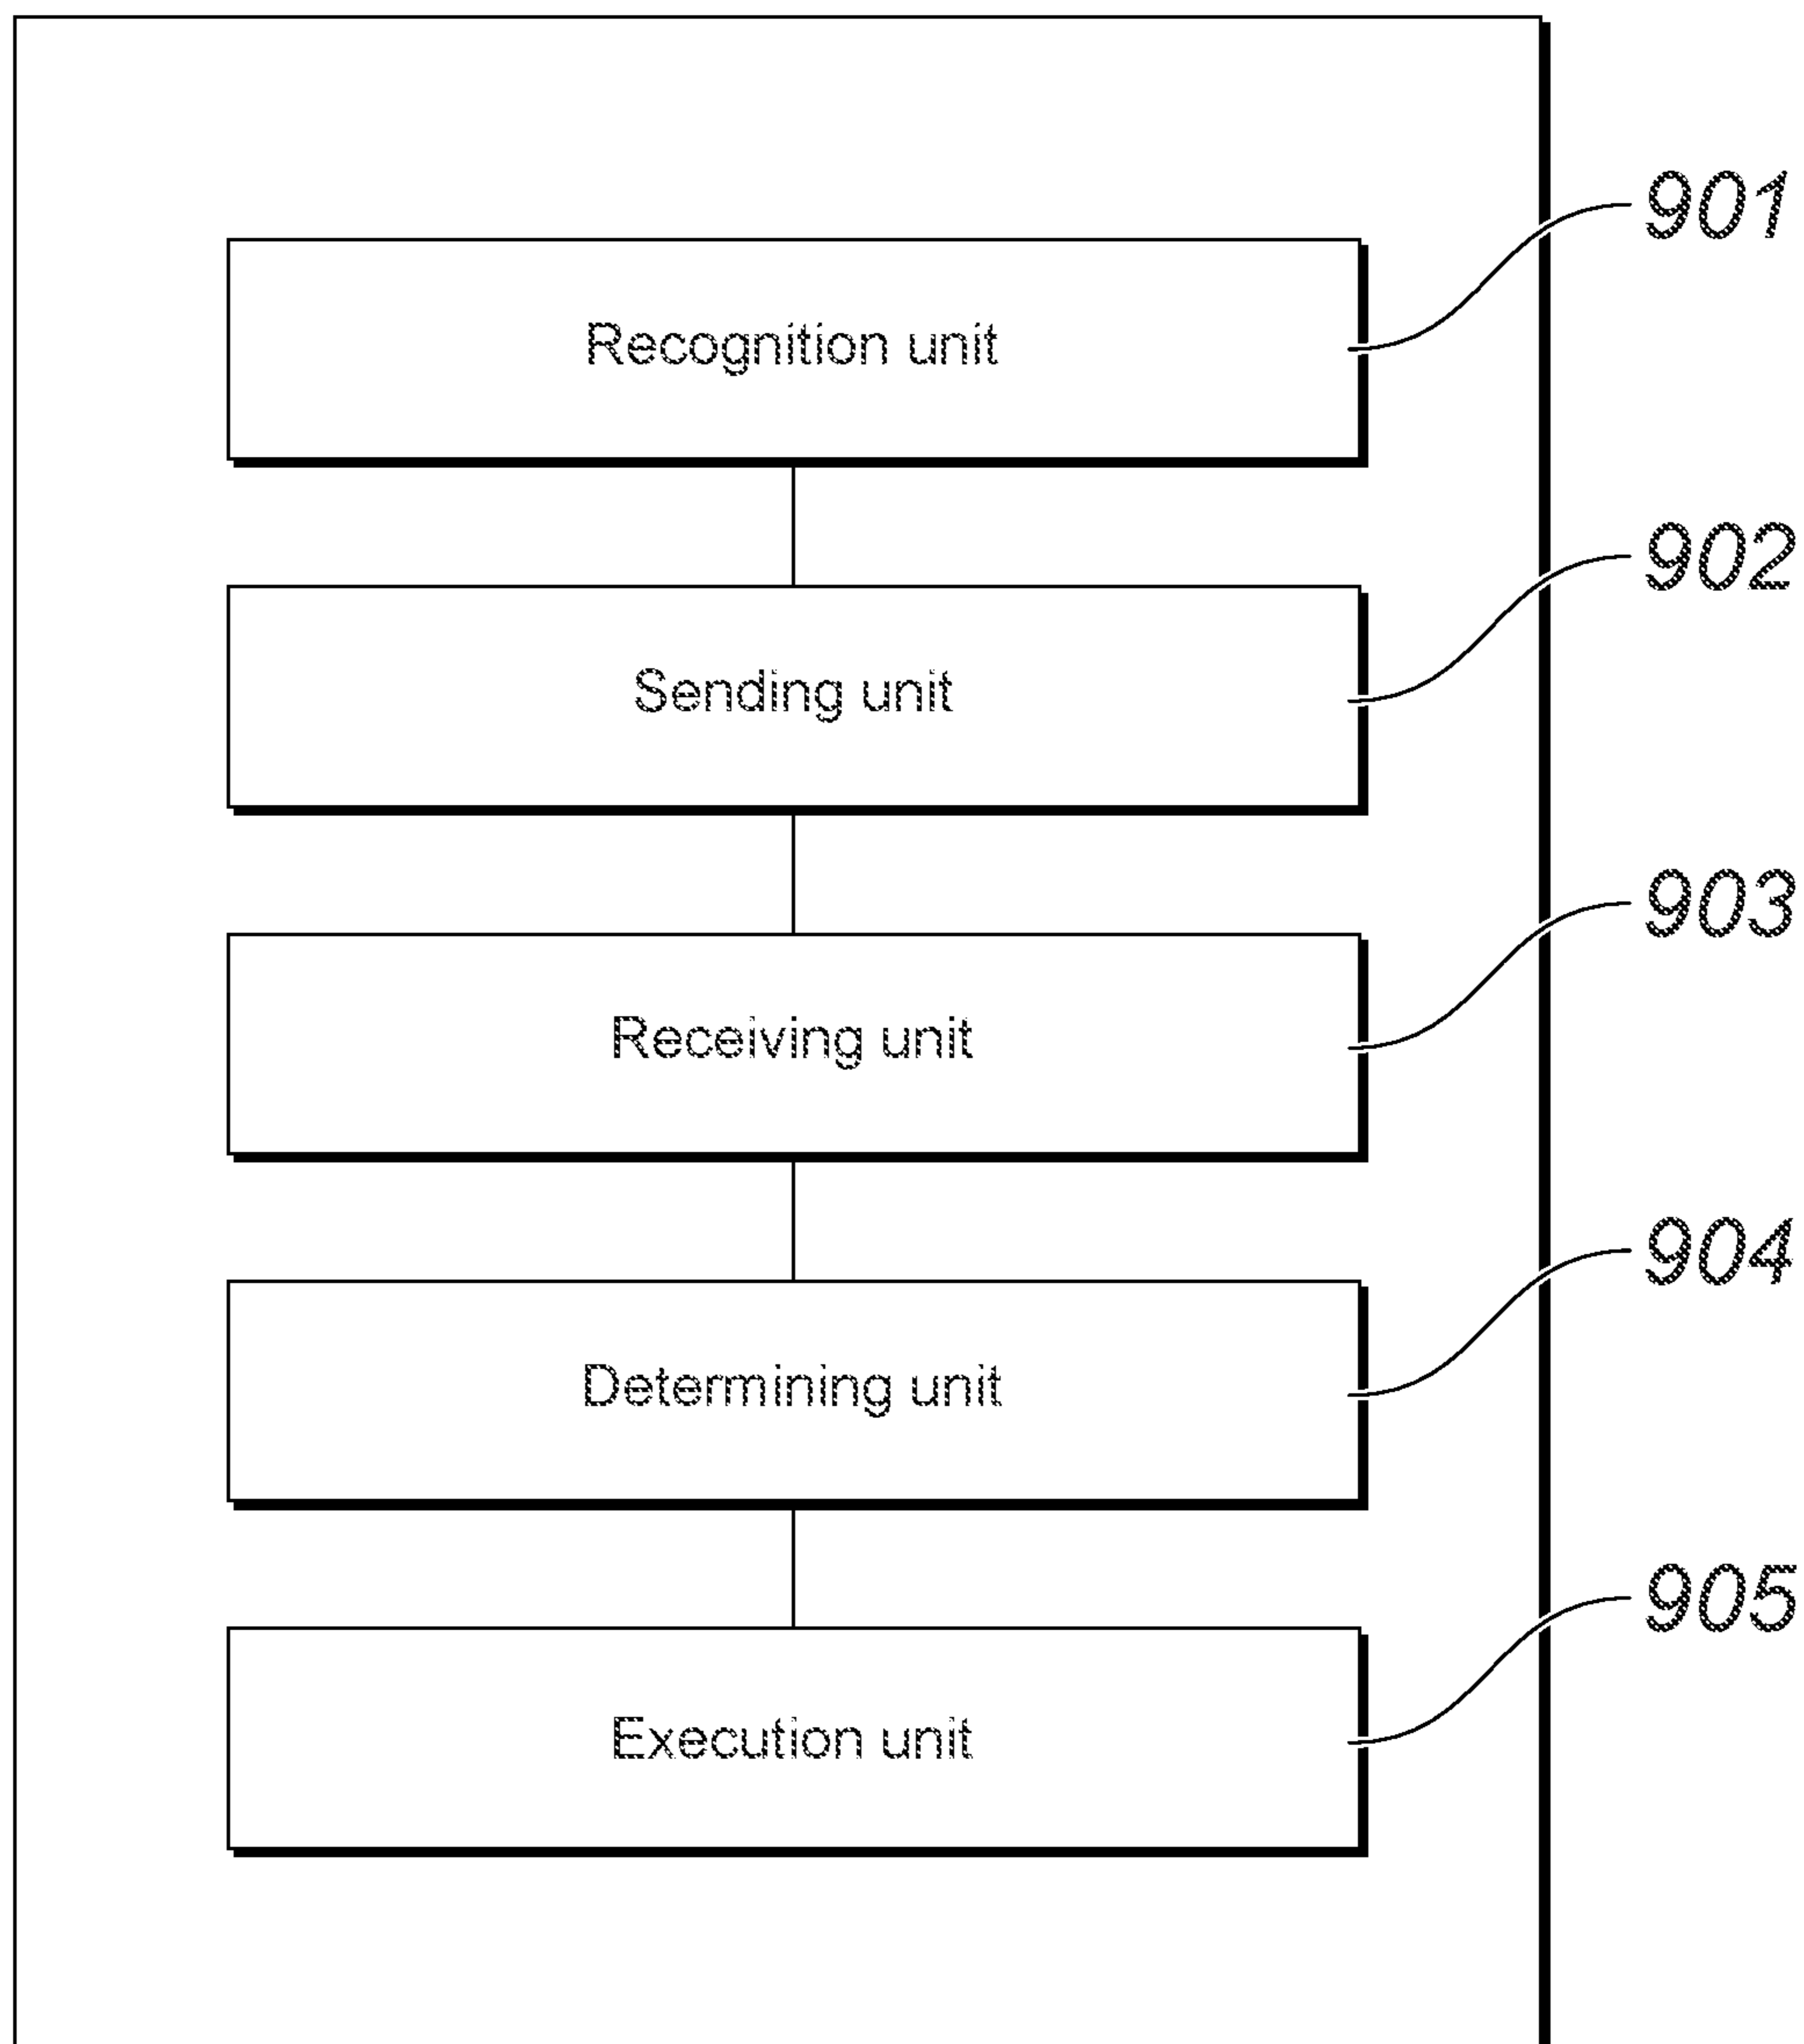 901
Recognition unit
902
Sending unit
903
Receiving unit
904
Determining unit
905
Execution unit